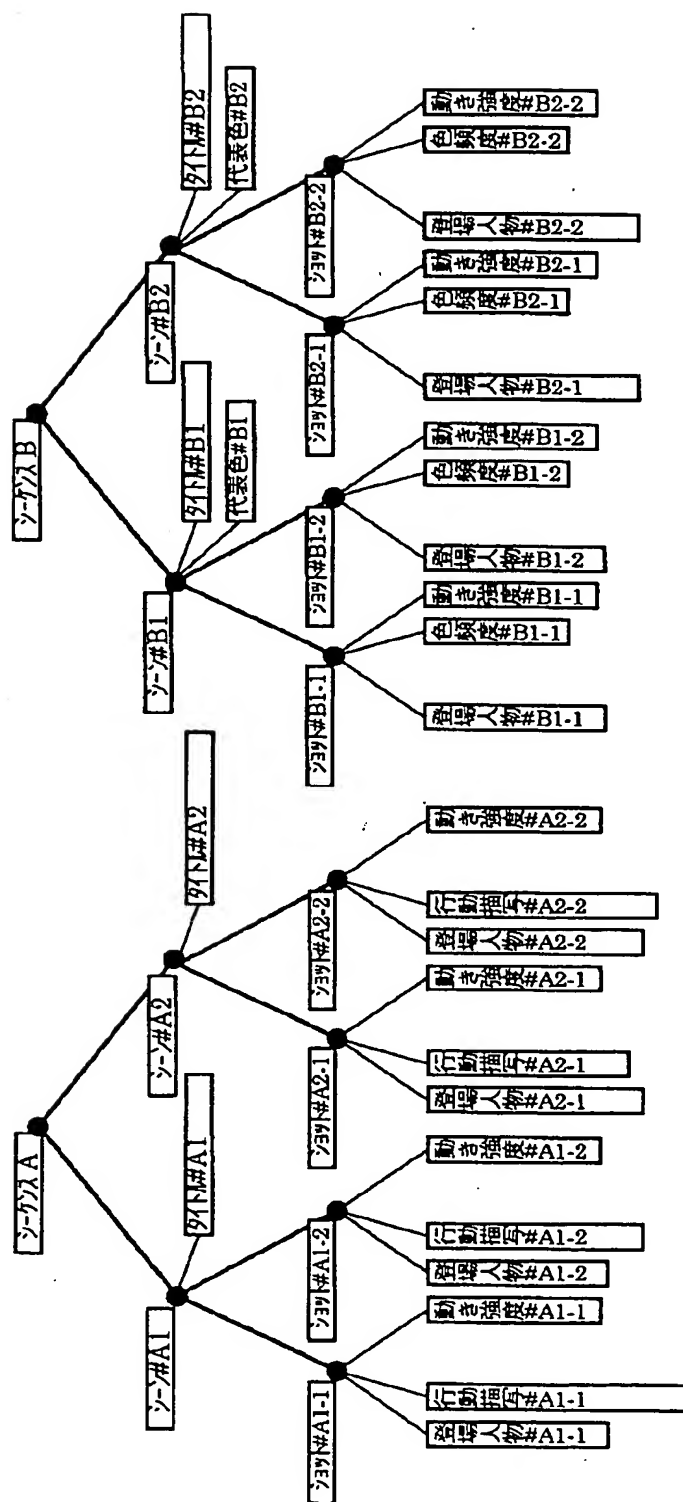 シーケンス A
シーン#A1
タイトル#A1
シーン#A2
タイトル#A2
ショット#A1-1
ショット#A1-2
ショット#A2-1
ショット#A2-2
登場人物#A1-1
行動描写#A1-1
動き強度#A1-1
登場人物#A1-2
行動描写#A1-2
動き強度#A1-2
登場人物#A2-1
行動描写#A2-1
動き強度#A2-1
登場人物#A2-2
行動描写#A2-2
動き強度#A2-2
シーケンス B
シーン#B1
タイトル#B1
代表色#B1
シーン#B2
タイトル#B2
代表色#B2
ショット#B1-1
ショット#B1-2
ショット#B2-1
ショット#B2-2
登場人物#B1-1
色頻度#B1-1
動き強度#B1-1
登場人物#B1-2
色頻度#B1-2
動き強度#B1-2
登場人物#B2-1
色頻度#B2-1
動き強度#B2-1
登場人物#B2-2
色頻度#B2-2
動き強度#B2-2